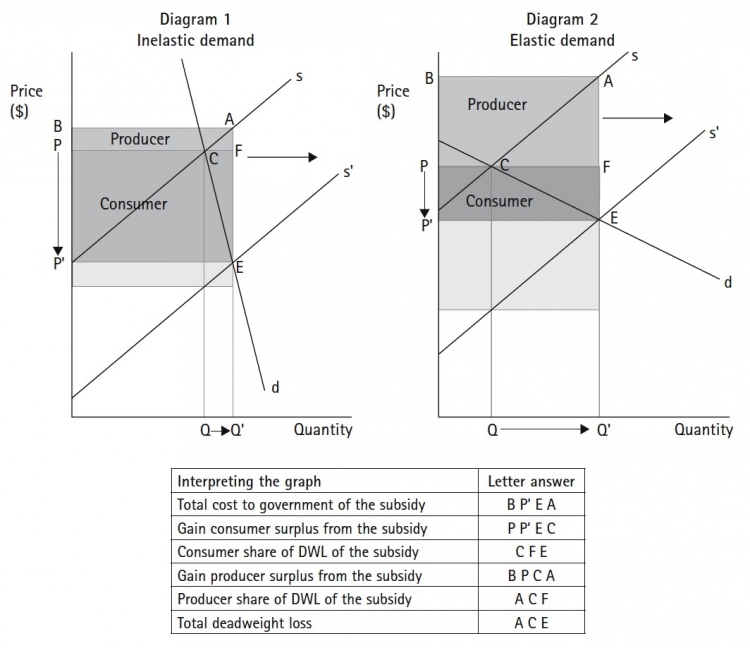 Diagram 1
Inelastic demand
Price
($)
B
P
P'
Producer
Consumer
A
C
F
E
s
s'
d
Q
Q'
Quantity
Diagram 2
Elastic demand
Price
($)
B
P
P'
Producer
Consumer
A
C
F
E
s
s'
d
Q
Q'
Quantity
Interpreting the graph Letter answer
Total cost to government of the subsidy B P' E A
Gain consumer surplus from the subsidy P P' E C
Consumer share of DWL of the subsidy C F E
Gain producer surplus from the subsidy B P C A
Producer share of DWL of the subsidy A C F
Total deadweight loss A C E